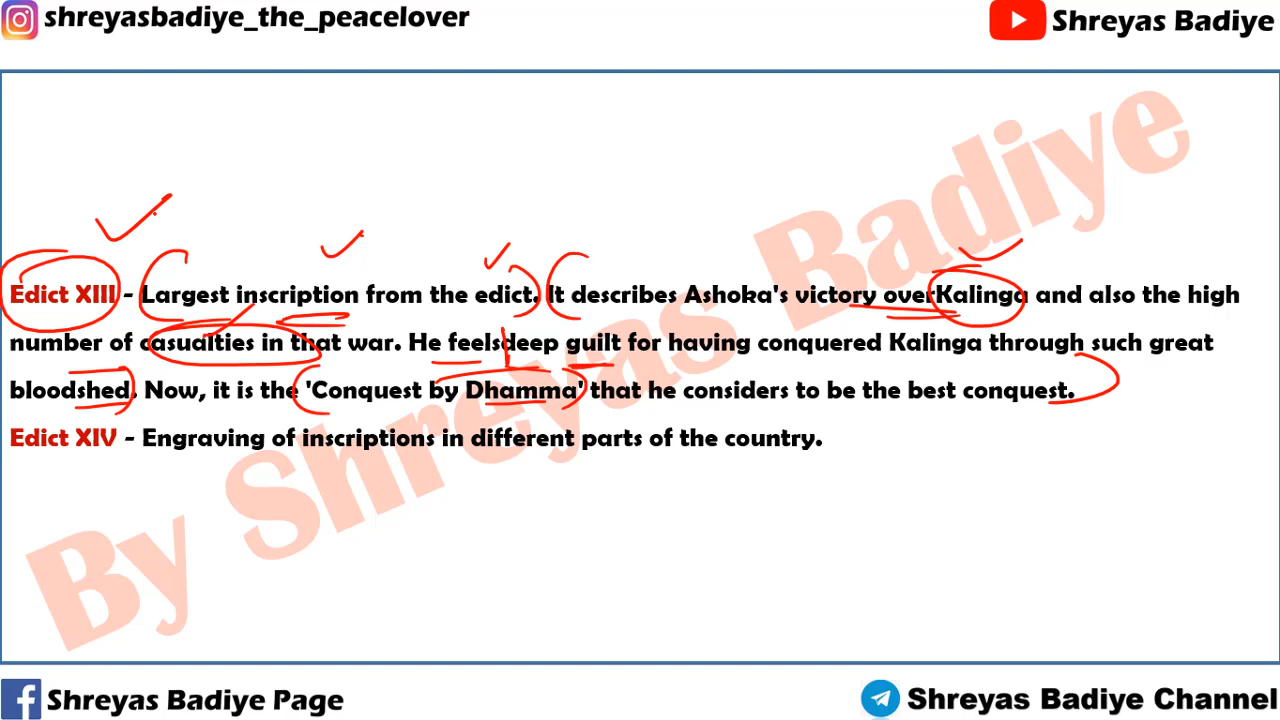 shreyasbadiye_the_peacelover
Shreyas Badiye
By Shreyas Badiye
Edict XIII - Largest inscription from the edict. It describes Ashoka's victory overKalinga and also the high
number of casualties in that war. He feelsdeep guilt for having conquered Kalinga through such great
bloodshed. Now, it is the 'Conquest by Dhamma' that he considers to be the best conquest.
Edict XIV - Engraving of inscriptions in different parts of the country.
Shreyas Badiye Page
Shreyas Badiye Channel